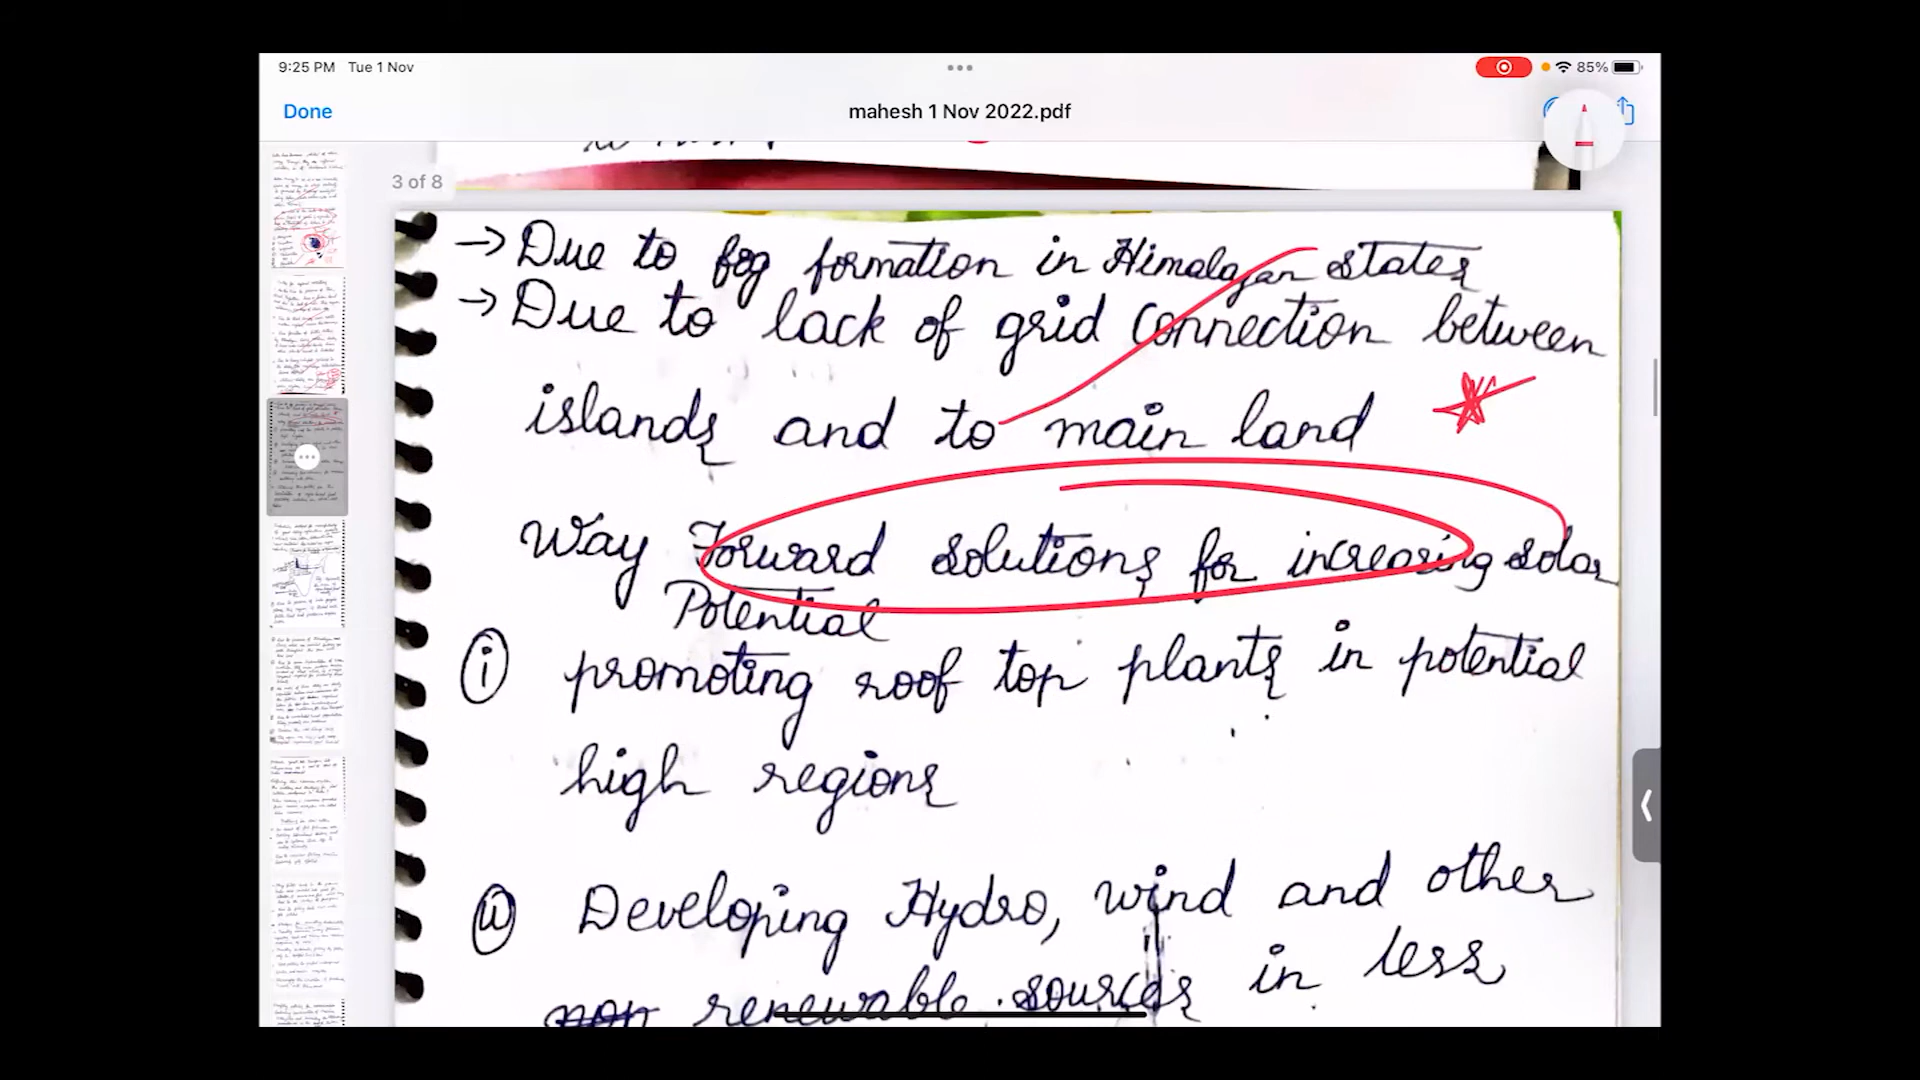 9:25 PM Tue 1 Nov
85%
Done
mahesh 1 Nov 2022.pdf
3 of 8
→ Due to fog formation in Himalayan states
→ Due to lack of grid connection between
islands and to main land
Way Forward solutions for increasing solar
Potential
i promoting roof top plants in potential
high regions
ii Developing Hydro, wind and other
renewable sources in less